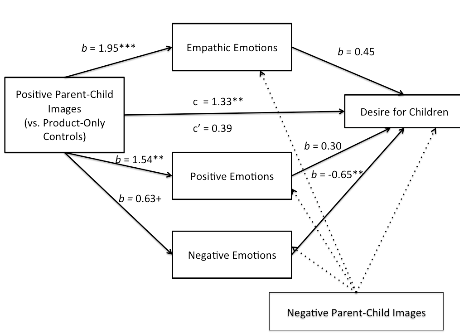 b = 1.95***
Empathic Emotions
b = 0.45
Positive Parent-Child
Images
(vs. Product-Only
Controls)
c = 1.33**
c' = 0.39
Desire for Children
b = 1.54**
Positive Emotions
b = 0.30
b = -0.65**
b = 0.63+
Negative Emotions
Negative Parent-Child Images